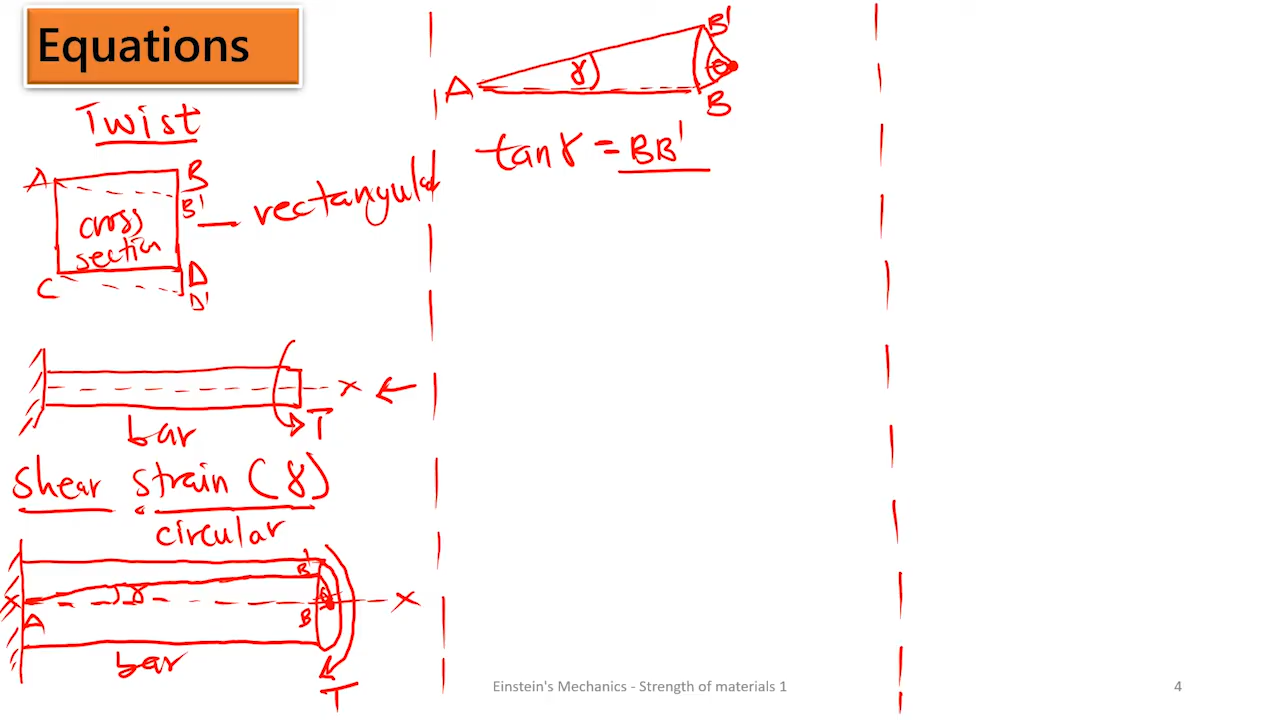 Equations
Twist
A B
B'
cross
section
rectangular
C D
D'
x
T
bar
shear strain (γ)
circular
B'
γ
θ
x x
A B
bar
T
B'
A γ θ
B
tanγ = BB'
Einstein's Mechanics - Strength of materials 1
4